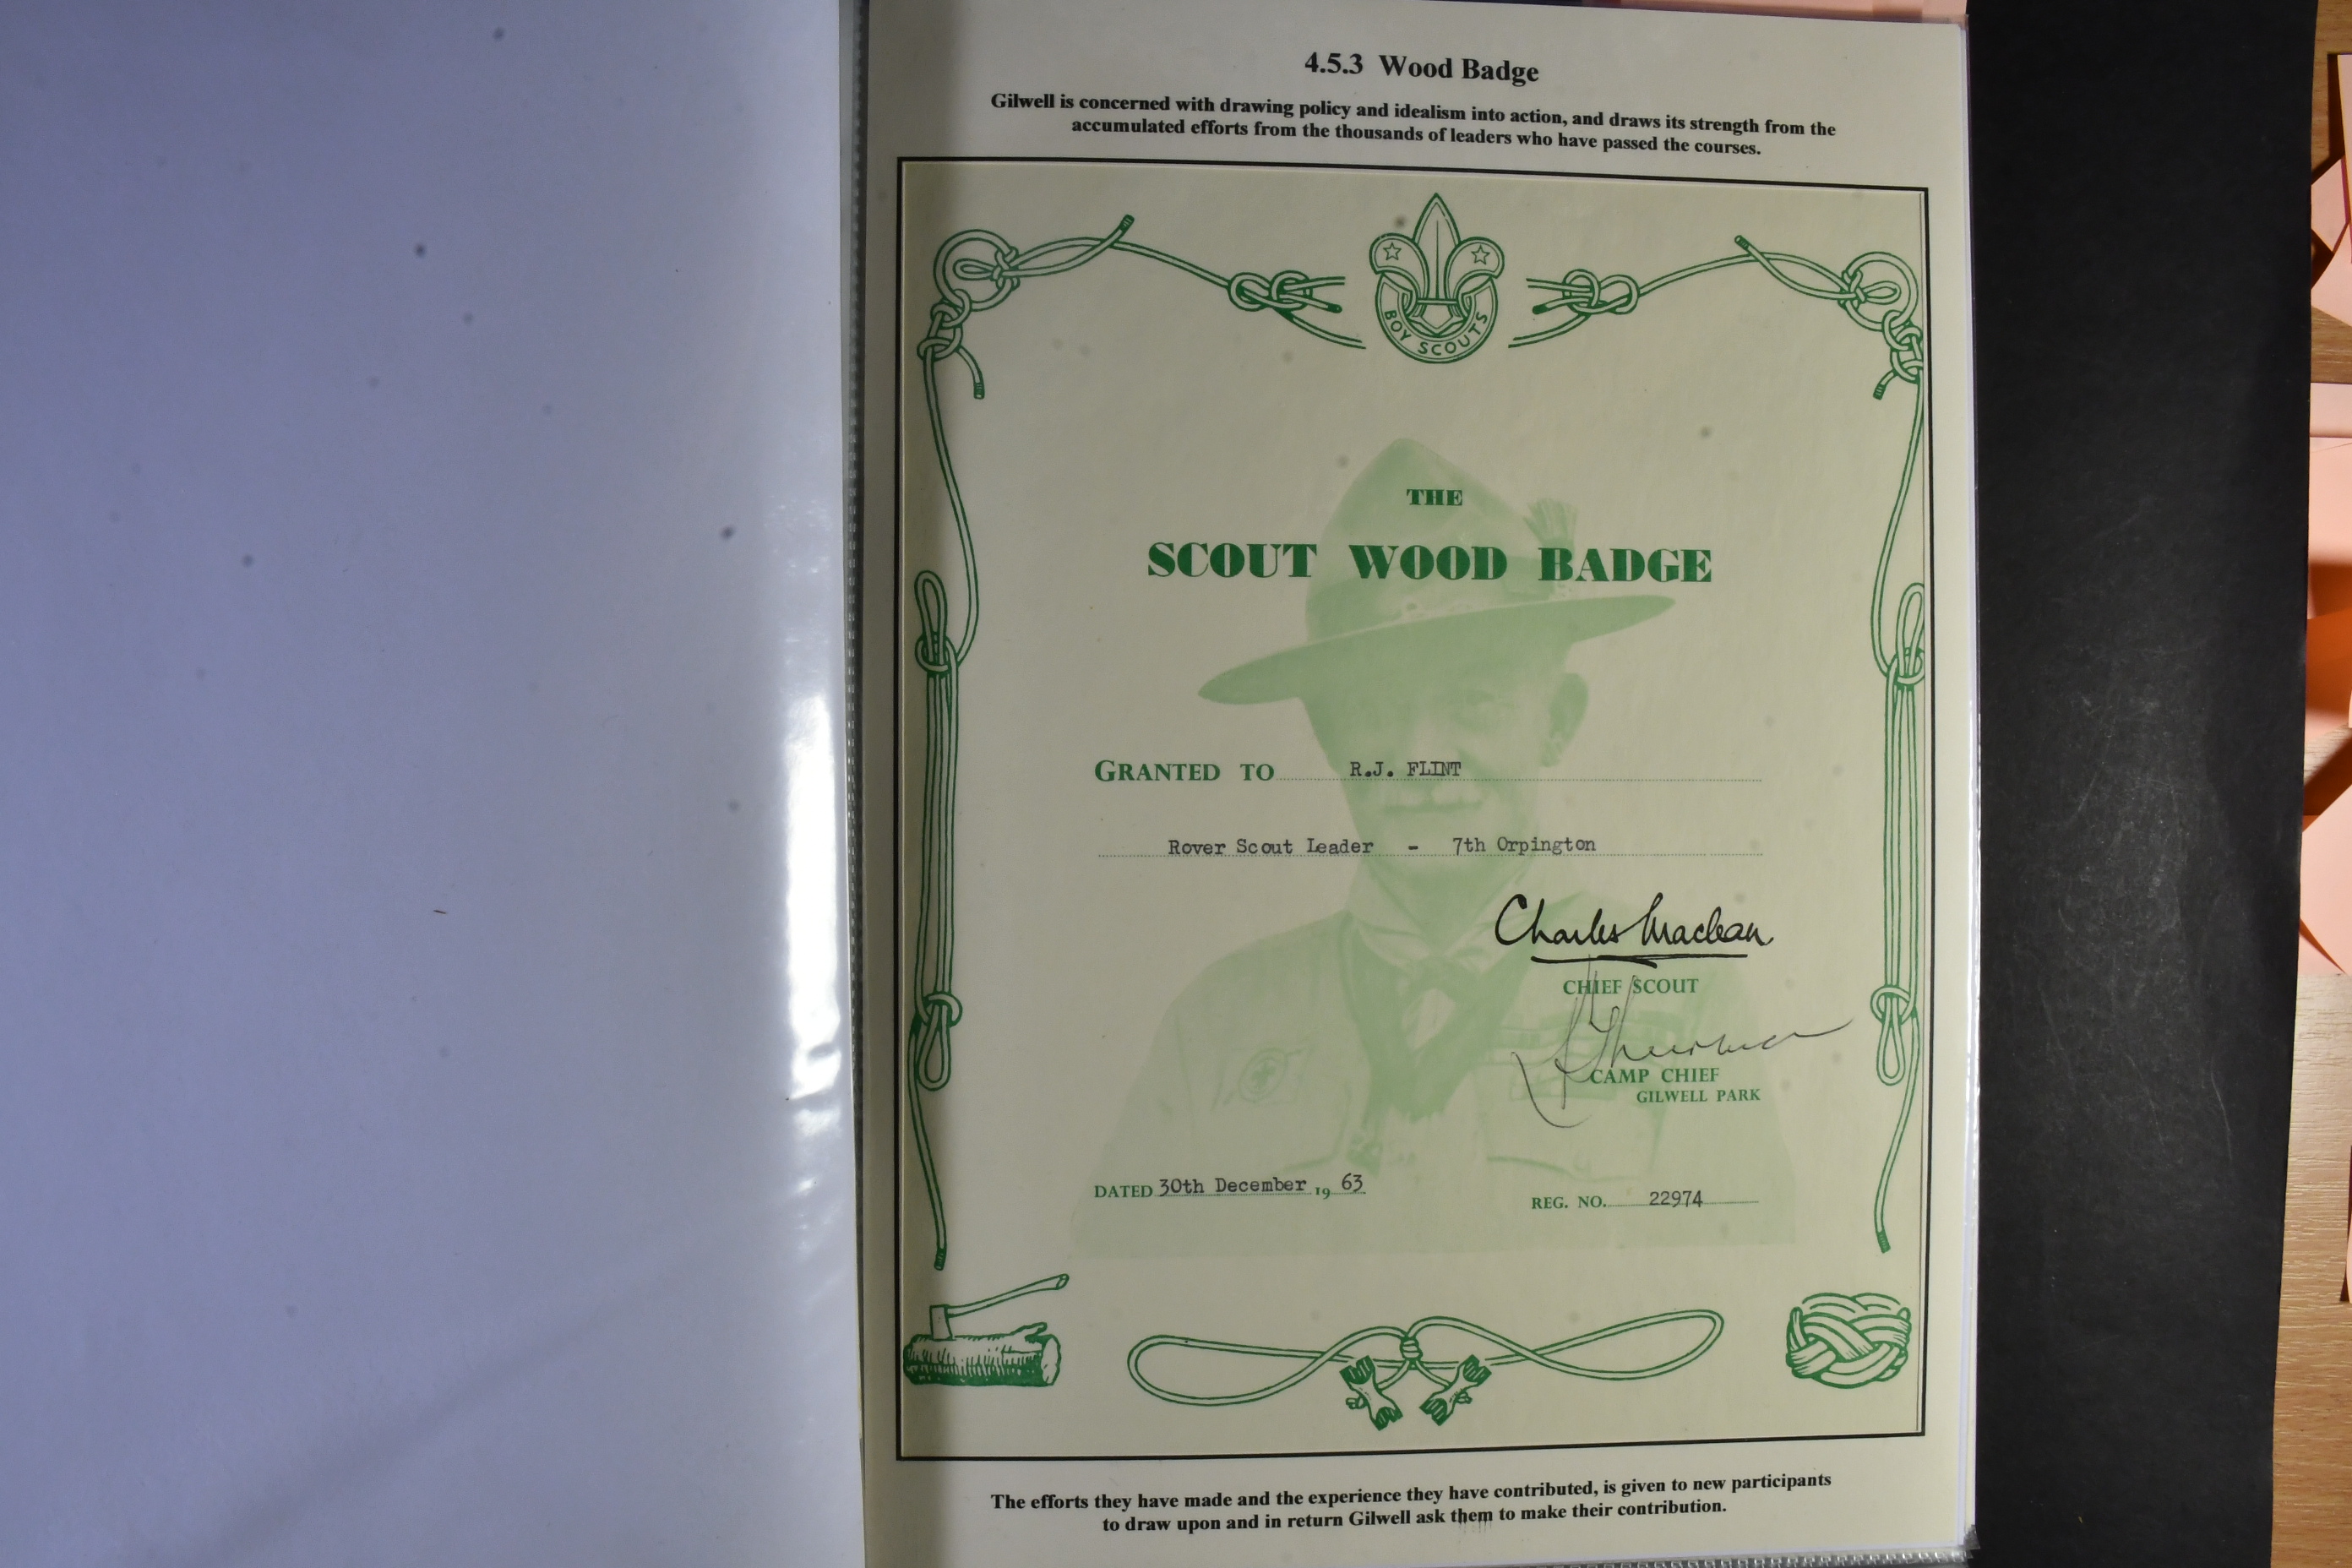 4.5.3 Wood Badge
Gilwell is concerned with drawing policy and idealism into action, and draws its strength from the
accumulated efforts from the thousands of leaders who have passed the courses.
BOY SCOUTS
THE
SCOUT WOOD BADGE
GRANTED TO R.J. FLINT
Rover Scout Leader - 7th Orpington
Charles Maclean
CHIEF SCOUT
CAMP CHIEF
GILWELL PARK
DATED 30th December 1963
REG. NO. 22974
The efforts they have made and the experience they have contributed, is given to new participants
to draw upon and in return Gilwell ask them to make their contribution.